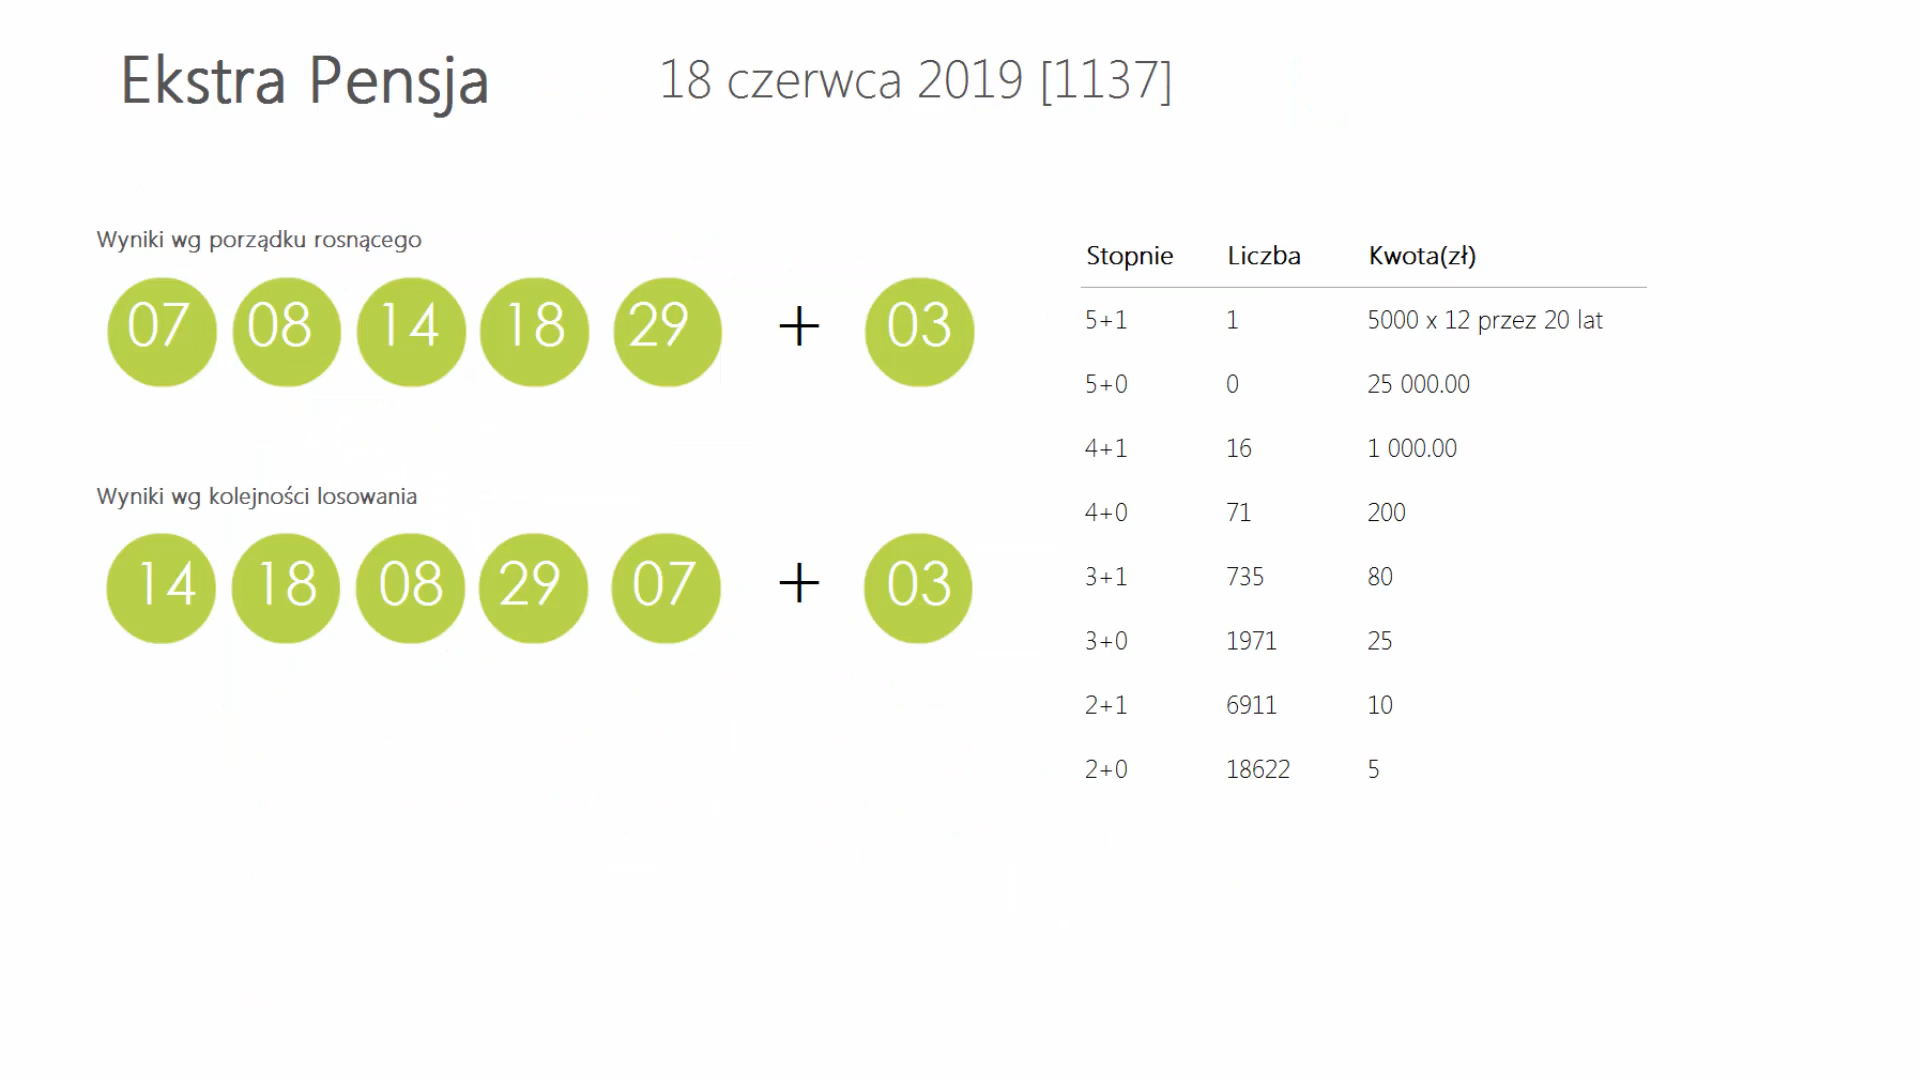 Ekstra Pensja 18 czerwca 2019 [1137]
Wyniki wg porządku rosnącego
07 08 14 18 29 + 03
Wyniki wg kolejności losowania
14 18 08 29 07 + 03
Stopnie Liczba Kwota(zł)
5+1 1 5000 x 12 przez 20 lat
5+0 0 25 000.00
4+1 16 1 000.00
4+0 71 200
3+1 735 80
3+0 1971 25
2+1 6911 10
2+0 18622 5